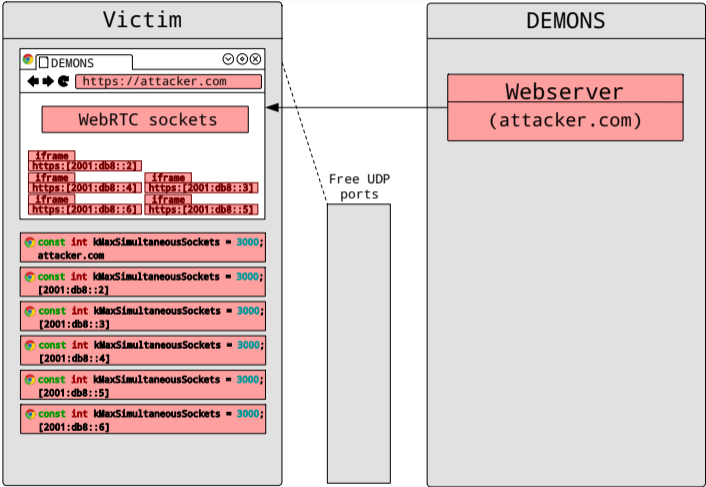 Victim
DEMONS
https://attacker.com
WebRTC sockets
iframe
https:[2001:db8::2]
iframe
https:[2001:db8::4]
iframe
https:[2001:db8::3]
iframe
https:[2001:db8::6]
iframe
https:[2001:db8::5]
const int kMaxSimultaneousSockets = 3000;
attacker.com
const int kMaxSimultaneousSockets = 3000;
[2001:db8::2]
const int kMaxSimultaneousSockets = 3000;
[2001:db8::3]
const int kMaxSimultaneousSockets = 3000;
[2001:db8::4]
const int kMaxSimultaneousSockets = 3000;
[2001:db8::5]
const int kMaxSimultaneousSockets = 3000;
[2001:db8::6]
Free UDP
ports
DEMONS
Webserver
(attacker.com)